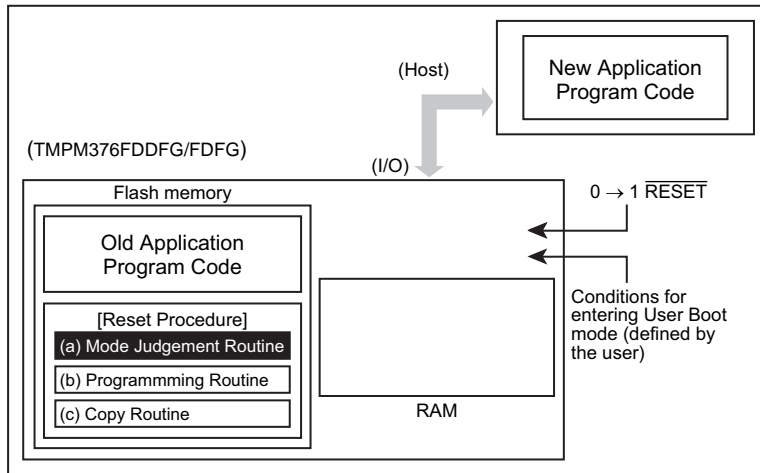 (Host)
New Application
Program Code
(TMPM376FDDFG/FDFG)
(I/O)
Flash memory
0 → 1 RESET
Old Application
Program Code
[Reset Procedure]
(a) Mode Judgement Routine
(b) Programmming Routine
(c) Copy Routine
RAM
Conditions for
entering User Boot
mode (defined by
the user)